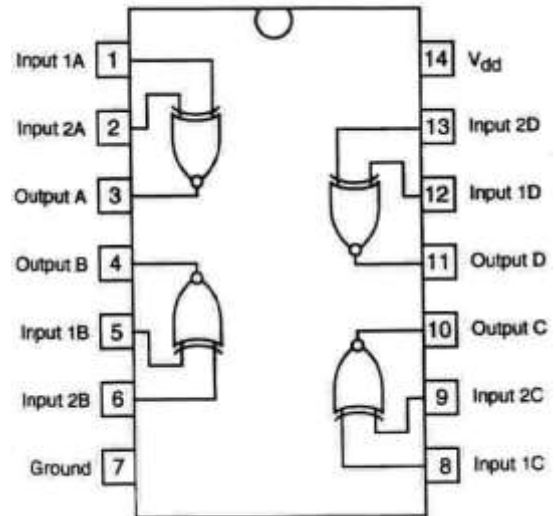 Input 1A 1
Input 2A 2
Output A 3
Output B 4
Input 1B 5
Input 2B 6
Ground 7
14 Vdd
13 Input 2D
12 Input 1D
11 Output D
10 Output C
9 Input 2C
8 Input 1C